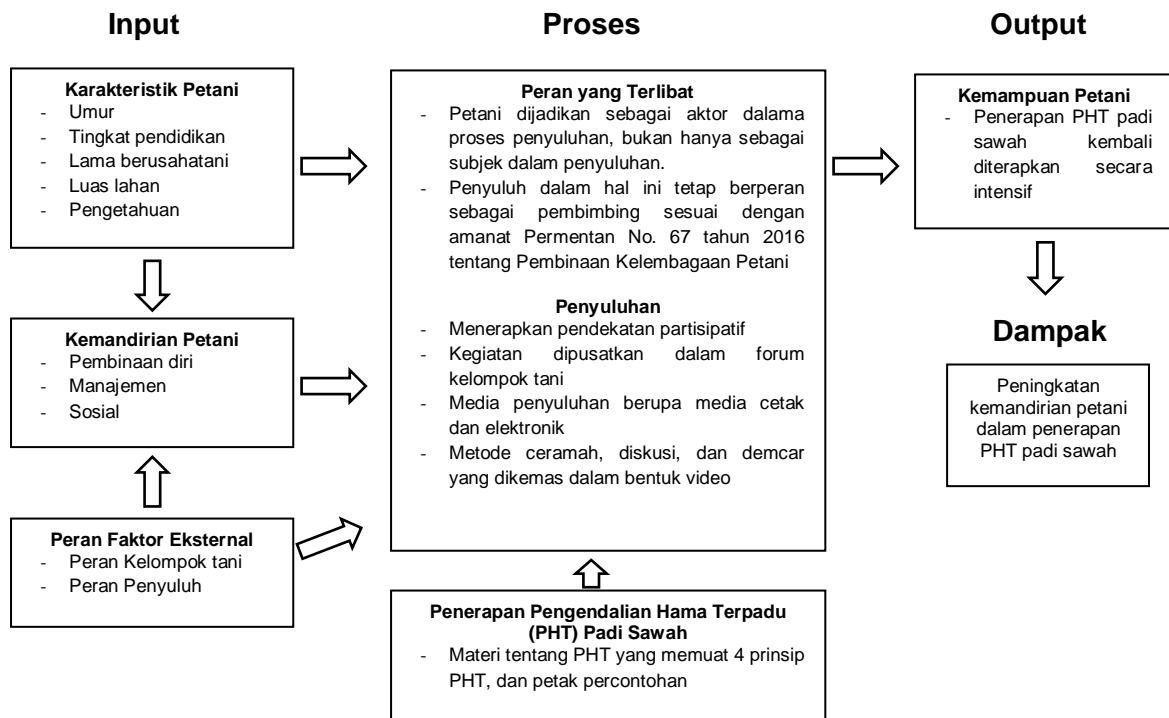 Input
Karakteristik Petani
- Umur
- Tingkat pendidikan
- Lama berusahatani
- Luas lahan
- Pengetahuan
Kemandirian Petani
- Pembinaan diri
- Manajemen
- Sosial
Peran Faktor Eksternal
- Peran Kelompok tani
- Peran Penyuluh
Proses
Peran yang Terlibat
- Petani dijadikan sebagai aktor dalama
proses penyuluhan, bukan hanya sebagai
subjek dalam penyuluhan.
- Penyuluh dalam hal ini tetap berperan
sebagai pembimbing sesuai dengan
amanat Permentan No. 67 tahun 2016
tentang Pembinaan Kelembagaan Petani
Penyuluhan
- Menerapkan pendekatan partisipatif
- Kegiatan dipusatkan dalam forum
kelompok tani
- Media penyuluhan berupa media cetak
dan elektronik
- Metode ceramah, diskusi, dan demcar
yang dikemas dalam bentuk video
Penerapan Pengendalian Hama Terpadu
(PHT) Padi Sawah
- Materi tentang PHT yang memuat 4 prinsip
PHT, dan petak percontohan
Output
Kemampuan Petani
- Penerapan PHT padi
sawah kembali
diterapkan secara
intensif
Dampak
Peningkatan
kemandirian petani
dalam penerapan
PHT padi sawah